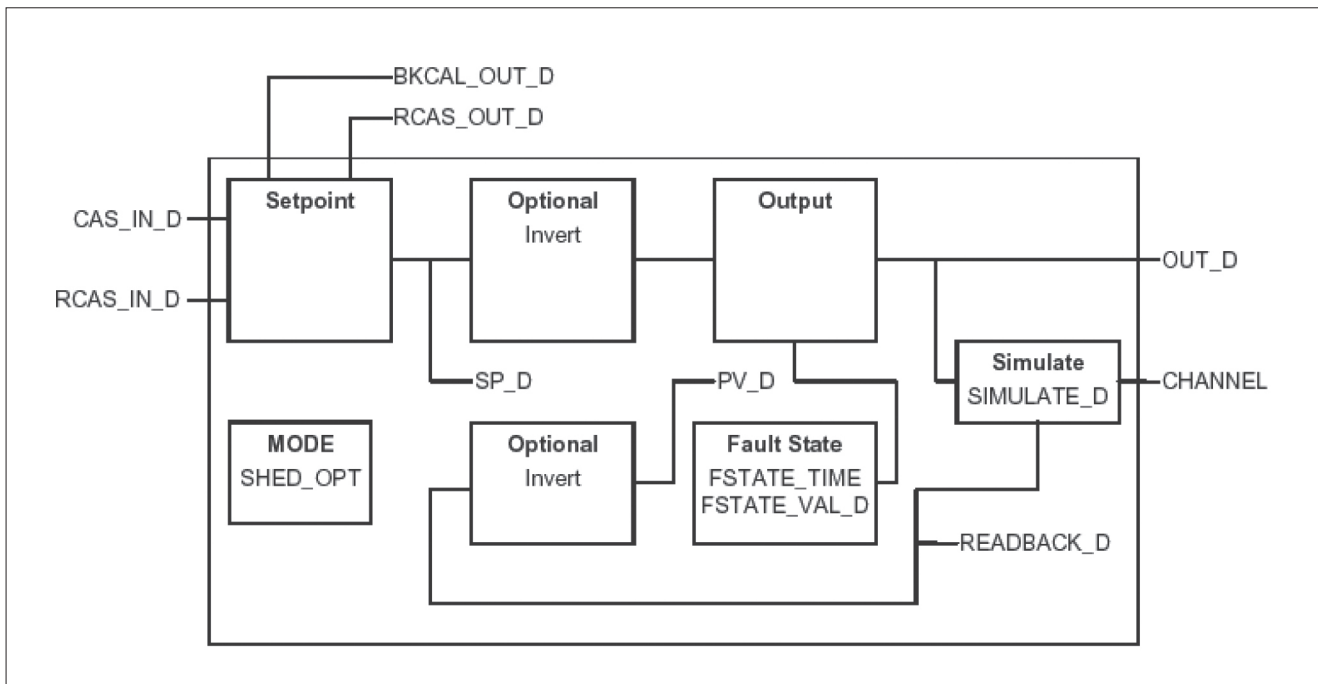 BKCAL_OUT_D
RCAS_OUT_D
CAS_IN_D
RCAS_IN_D
Setpoint
Optional
Invert
Output
OUT_D
SP_D
PV_D
Simulate
SIMULATE_D
CHANNEL
MODE
SHED_OPT
Optional
Invert
Fault State
FSTATE_TIME
FSTATE_VAL_D
READBACK_D